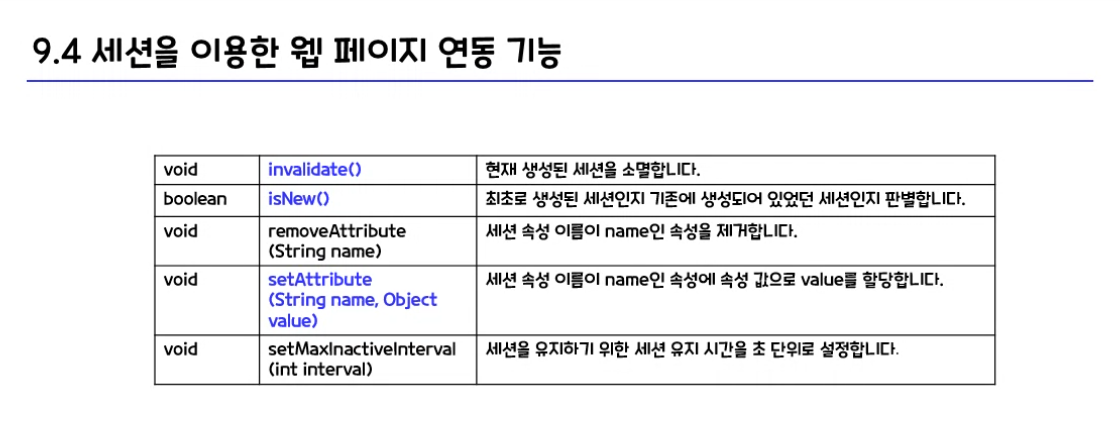 9.4 세션을 이용한 웹 페이지 연동 기능
void invalidate() 현재 생성된 세션을 소멸합니다.
boolean isNew() 최초로 생성된 세션인지 기존에 생성되어 있었던 세션인지 판별합니다.
void removeAttribute 세션 속성 이름이 name인 속성을 제거합니다.
(String name)
void setAttribute 세션 속성 이름이 name인 속성에 속성 값으로 value를 할당합니다.
(String name, Object
value)
void setMaxInactiveInterval 세션을 유지하기 위한 세션 유지 시간을 초 단위로 설정합니다.
(int interval)